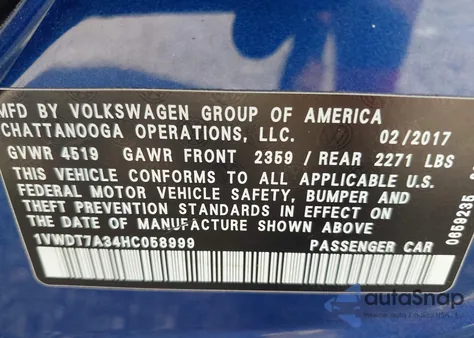 MFD BY VOLKSWAGEN GROUP OF AMERICA
CHATTANOOGA OPERATIONS, LLC. 02/2017
GVWR 4519 GAWR FRONT 2359 / REAR 2271 LBS
THIS VEHICLE CONFORMS TO ALL APPLICABLE U.S.
FEDERAL MOTOR VEHICLE SAFETY, BUMPER AND
THEFT PREVENTION STANDARDS IN EFFECT ON
THE DATE OF MANUFACTURE SHOWN ABOVE
1VWDT7A34HC058999 PASSENGER CAR
0659235
autoSnap